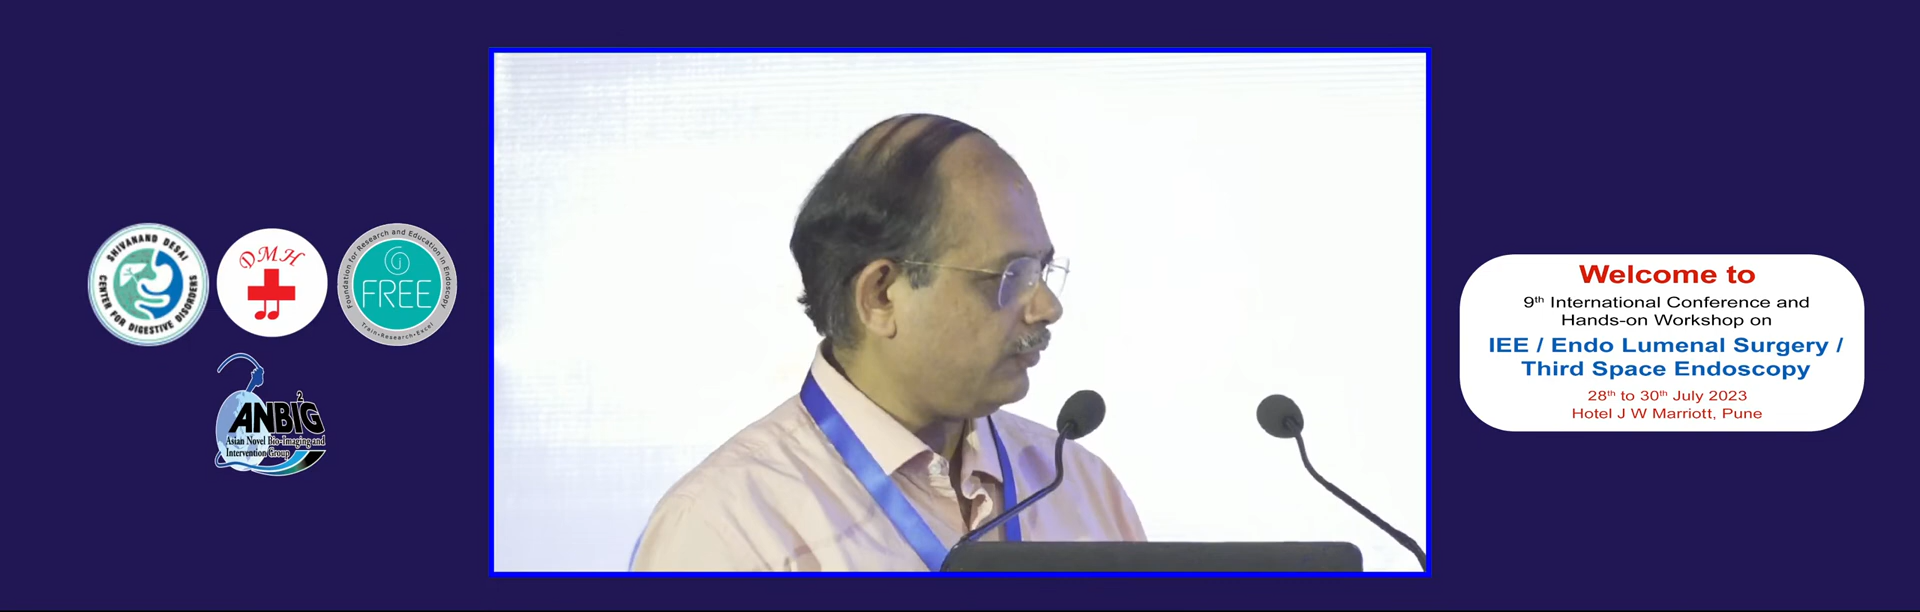 SHIVANAND DESAI
CENTER FOR DIGESTIVE DISORDERS
DMH
Foundation for Research and Education in Endoscopy
FREE
Train•Research•Excel
ANBI²G
Asian Novel Bio-Imaging and
Intervention Group
Welcome to
9th International Conference and
Hands-on Workshop on
IEE / Endo Lumenal Surgery /
Third Space Endoscopy
28th to 30th July 2023
Hotel J W Marriott, Pune